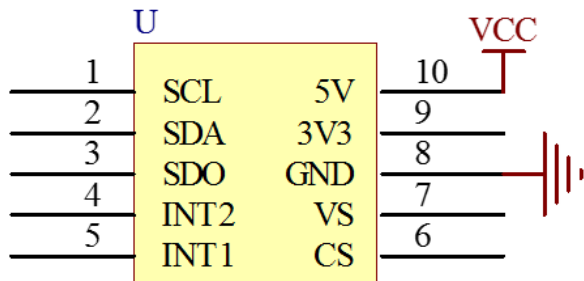 U VCC
1 SCL 5V 10
2 SDA 3V3 9
3 SDO GND 8
4 INT2 VS 7
5 INT1 CS 6